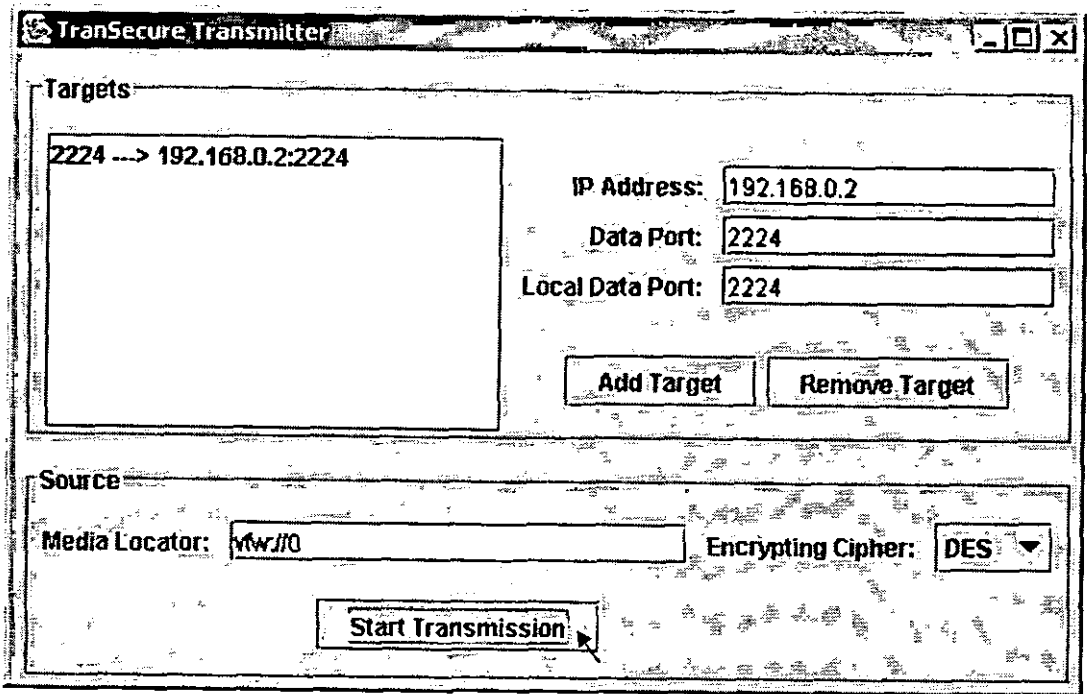 TranSecure Transmitter
Targets
2224 ---> 192.168.0.2:2224
IP Address: 192.168.0.2
Data Port: 2224
Local Data Port: 2224
Add Target Remove Target
Source
Media Locator: vfw://0 Encrypting Cipher: DES
Start Transmission